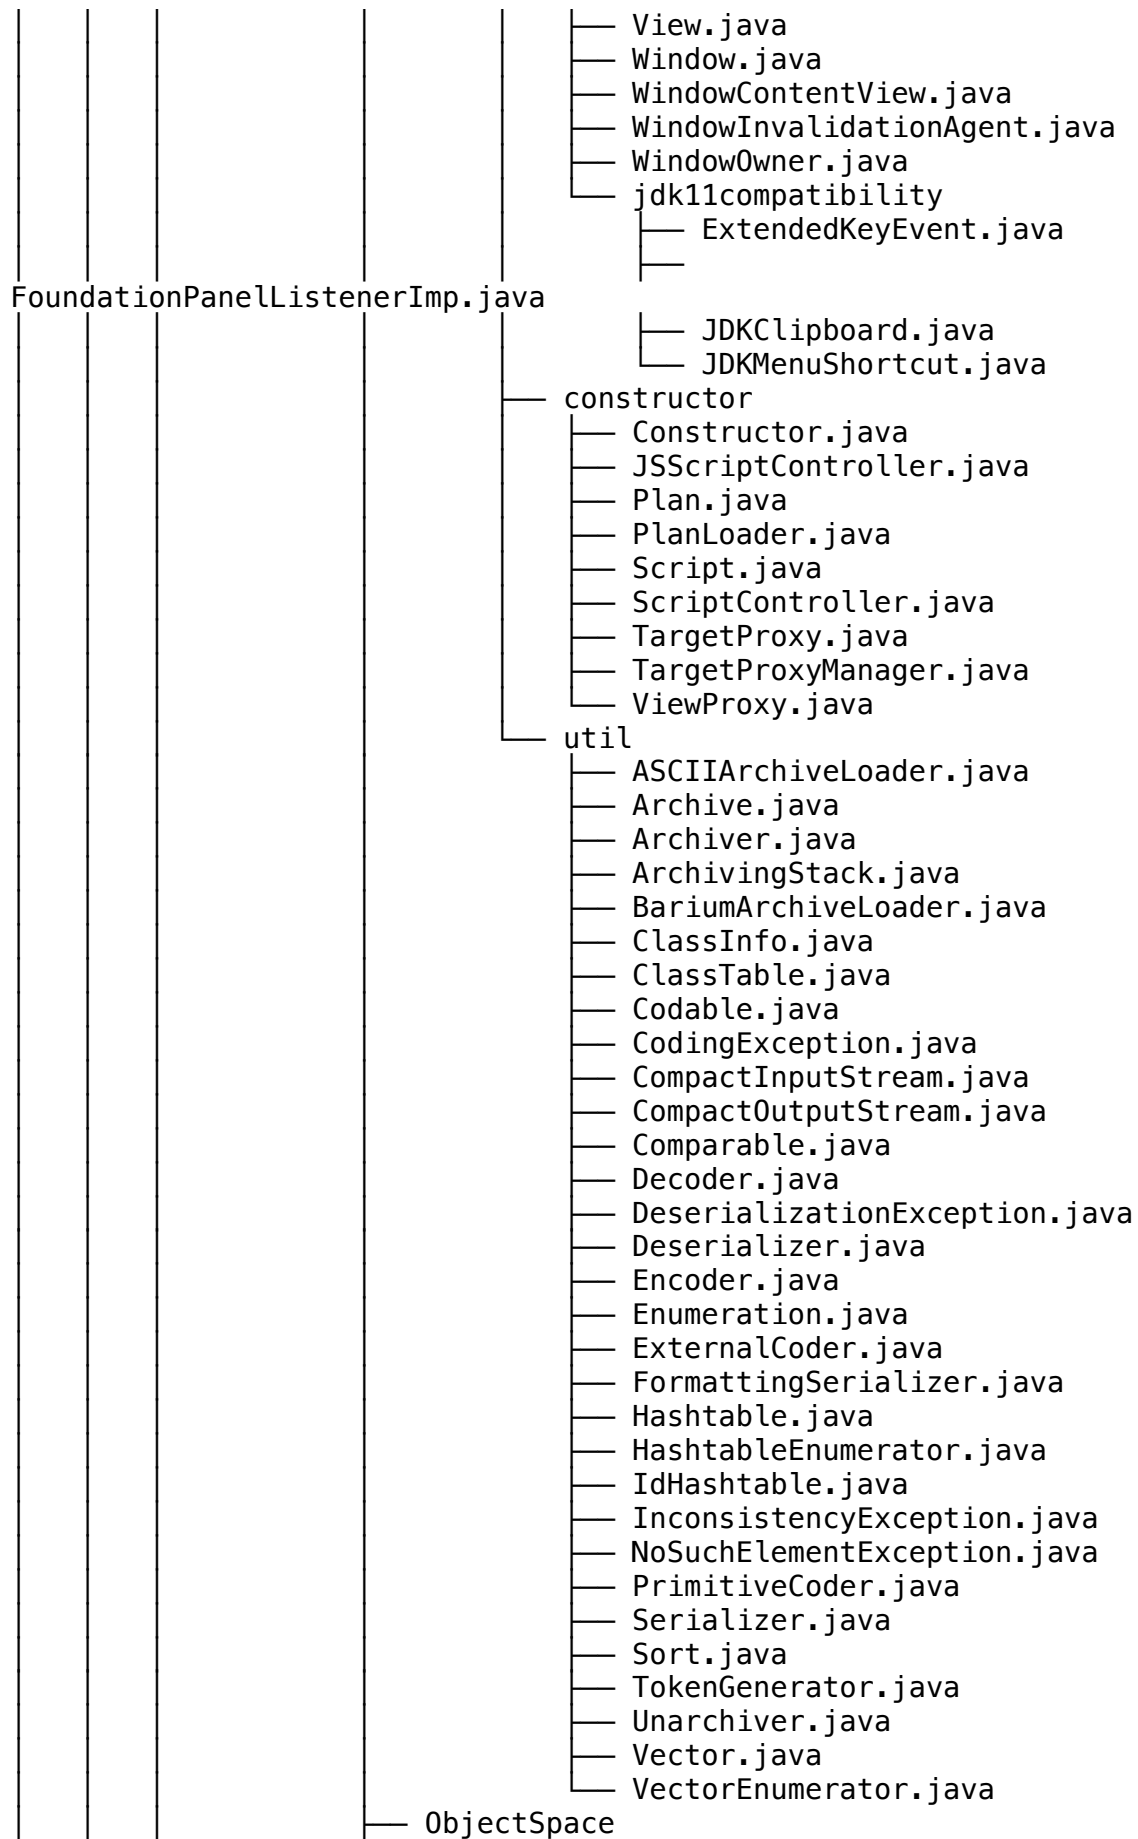 │   │   │           │       │   ├── View.java
│   │   │           │       │   ├── Window.java
│   │   │           │       │   ├── WindowContentView.java
│   │   │           │       │   ├── WindowInvalidationAgent.java
│   │   │           │       │   ├── WindowOwner.java
│   │   │           │       │   └── jdk11compatibility
│   │   │           │       │       ├── ExtendedKeyEvent.java
│   │   │           │       │       ├──
FoundationPanelListenerImp.java
│   │   │           │       │       ├── JDKClipboard.java
│   │   │           │       │       └── JDKMenuShortcut.java
│   │   │           │       ├── constructor
│   │   │           │       │   ├── Constructor.java
│   │   │           │       │   ├── JSScriptController.java
│   │   │           │       │   ├── Plan.java
│   │   │           │       │   ├── PlanLoader.java
│   │   │           │       │   ├── Script.java
│   │   │           │       │   ├── ScriptController.java
│   │   │           │       │   ├── TargetProxy.java
│   │   │           │       │   ├── TargetProxyManager.java
│   │   │           │       │   └── ViewProxy.java
│   │   │           │       └── util
│   │   │           │           ├── ASCIIArchiveLoader.java
│   │   │           │           ├── Archive.java
│   │   │           │           ├── Archiver.java
│   │   │           │           ├── ArchivingStack.java
│   │   │           │           ├── BariumArchiveLoader.java
│   │   │           │           ├── ClassInfo.java
│   │   │           │           ├── ClassTable.java
│   │   │           │           ├── Codable.java
│   │   │           │           ├── CodingException.java
│   │   │           │           ├── CompactInputStream.java
│   │   │           │           ├── CompactOutputStream.java
│   │   │           │           ├── Comparable.java
│   │   │           │           ├── Decoder.java
│   │   │           │           ├── DeserializationException.java
│   │   │           │           ├── Deserializer.java
│   │   │           │           ├── Encoder.java
│   │   │           │           ├── Enumeration.java
│   │   │           │           ├── ExternalCoder.java
│   │   │           │           ├── FormattingSerializer.java
│   │   │           │           ├── Hashtable.java
│   │   │           │           ├── HashtableEnumerator.java
│   │   │           │           ├── IdHashtable.java
│   │   │           │           ├── InconsistencyException.java
│   │   │           │           ├── NoSuchElementException.java
│   │   │           │           ├── PrimitiveCoder.java
│   │   │           │           ├── Serializer.java
│   │   │           │           ├── Sort.java
│   │   │           │           ├── TokenGenerator.java
│   │   │           │           ├── Unarchiver.java
│   │   │           │           ├── Vector.java
│   │   │           │           └── VectorEnumerator.java
│   │   │           ├── ObjectSpace